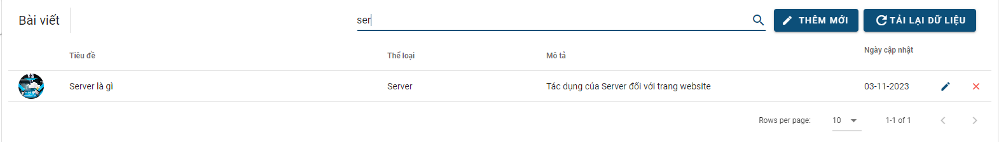 Bài viết
ser
THÊM MỚI
TẢI LẠI DỮ LIỆU
Tiêu đề Thể loại Mô tả Ngày cập nhật
Server là gì Server Tác dụng của Server đối với trang website 03-11-2023
Rows per page: 10 1-1 of 1